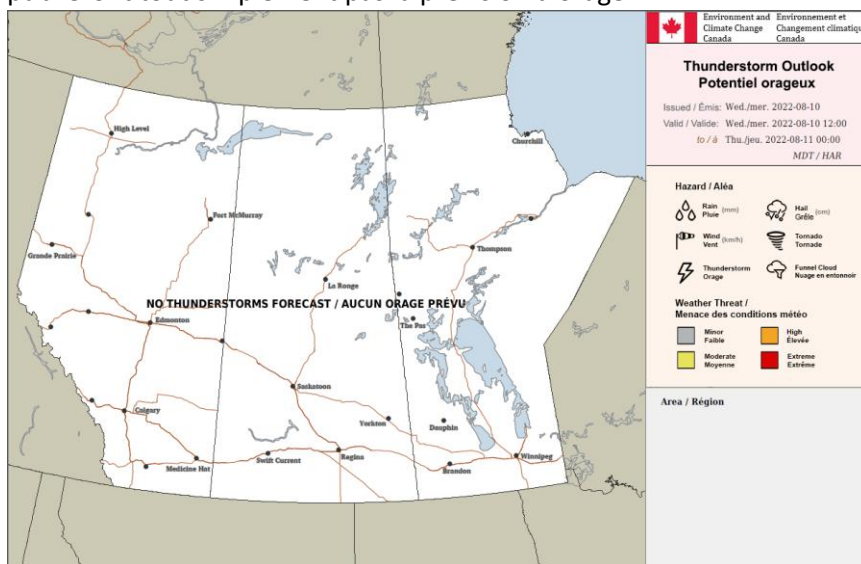 Environment and
Climate Change
Canada
Environnement et
Changement climatique
Canada
Thunderstorm Outlook
Potentiel orageux
Issued / Émis: Wed./mer. 2022-08-10
Valid / Valide: Wed./mer. 2022-08-10 12:00
to / à Thu./jeu. 2022-08-11 00:00
MDT / HAR
Hazard / Aléa
Rain
Pluie (mm)
Hail
Grêle (cm)
Wind
Vent (km/h)
Tornado
Tornade
Thunderstorm
Orage
Funnel Cloud
Nuage en entonnoir
Weather Threat /
Menace des conditions météo
Minor
Faible
High
Élevée
Moderate
Moyenne
Extreme
Extrême
Area / Région
High Level
Churchill
Fort McMurray
Grande Prairie
Thompson
La Ronge
NO THUNDERSTORMS FORECAST / AUCUN ORAGE PRÉVU
Edmonton
The Pas
Saskatoon
Calgary
Yorkton
Dauphin
Medicine Hat
Swift Current
Regina
Brandon
Winnipeg